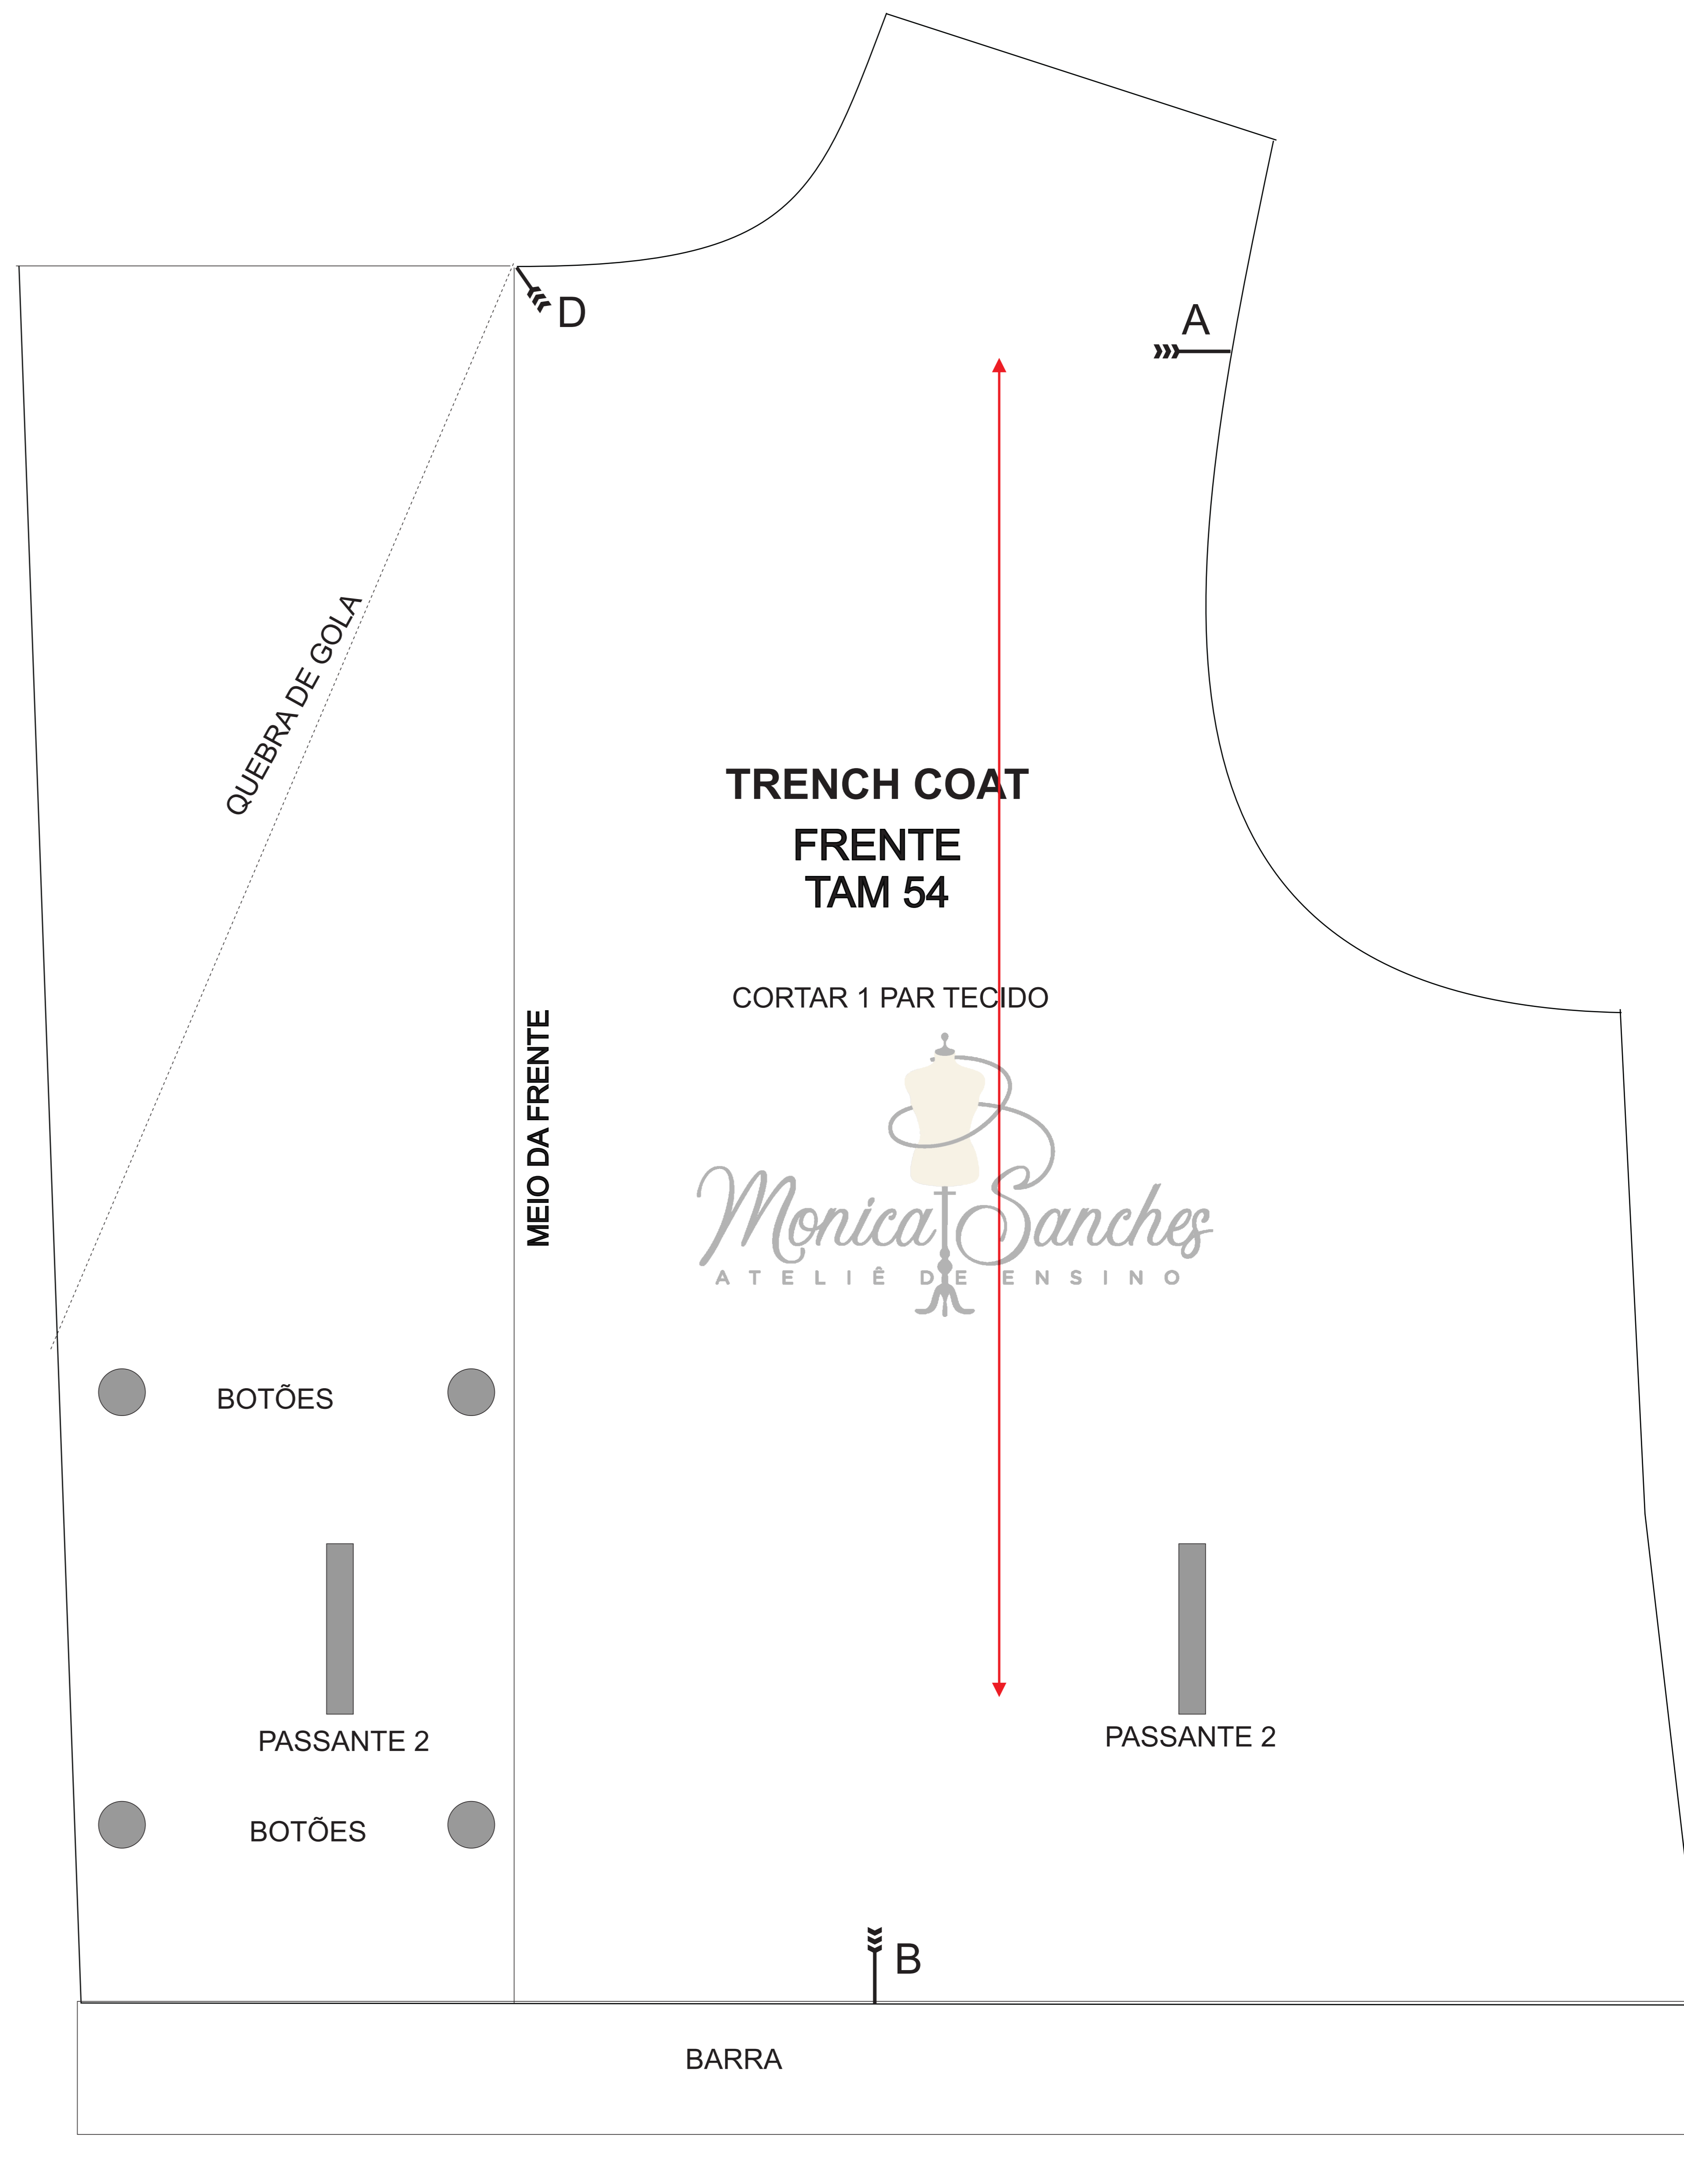 D
A
QUEBRA DE GOLA
TRENCH COAT
FRENTE
TAM 54
CORTAR 1 PAR TECIDO
MEIO DA FRENTE
Monica Sanches
ATELIÊ DE ENSINO
BOTÕES
PASSANTE 2
PASSANTE 2
BOTÕES
B
BARRA